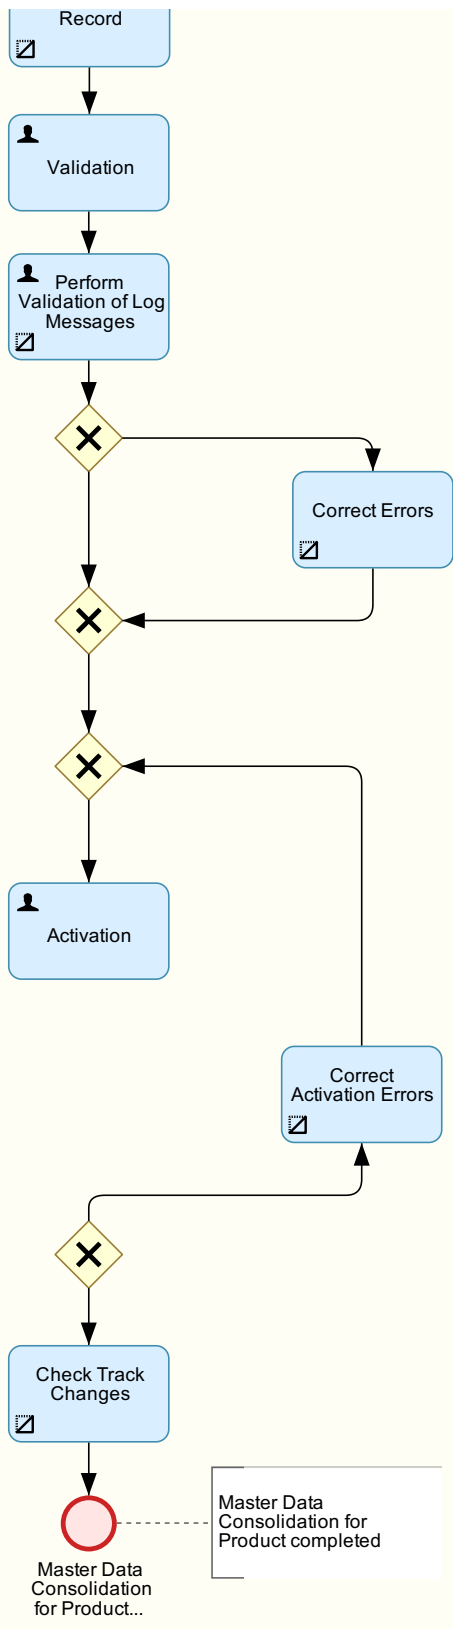 Record
Validation
Perform
Validation of Log
Messages
Correct Errors
Activation
Correct
Activation Errors
Check Track
Changes
Master Data
Consolidation for
Product completed
Master Data
Consolidation
for Product...